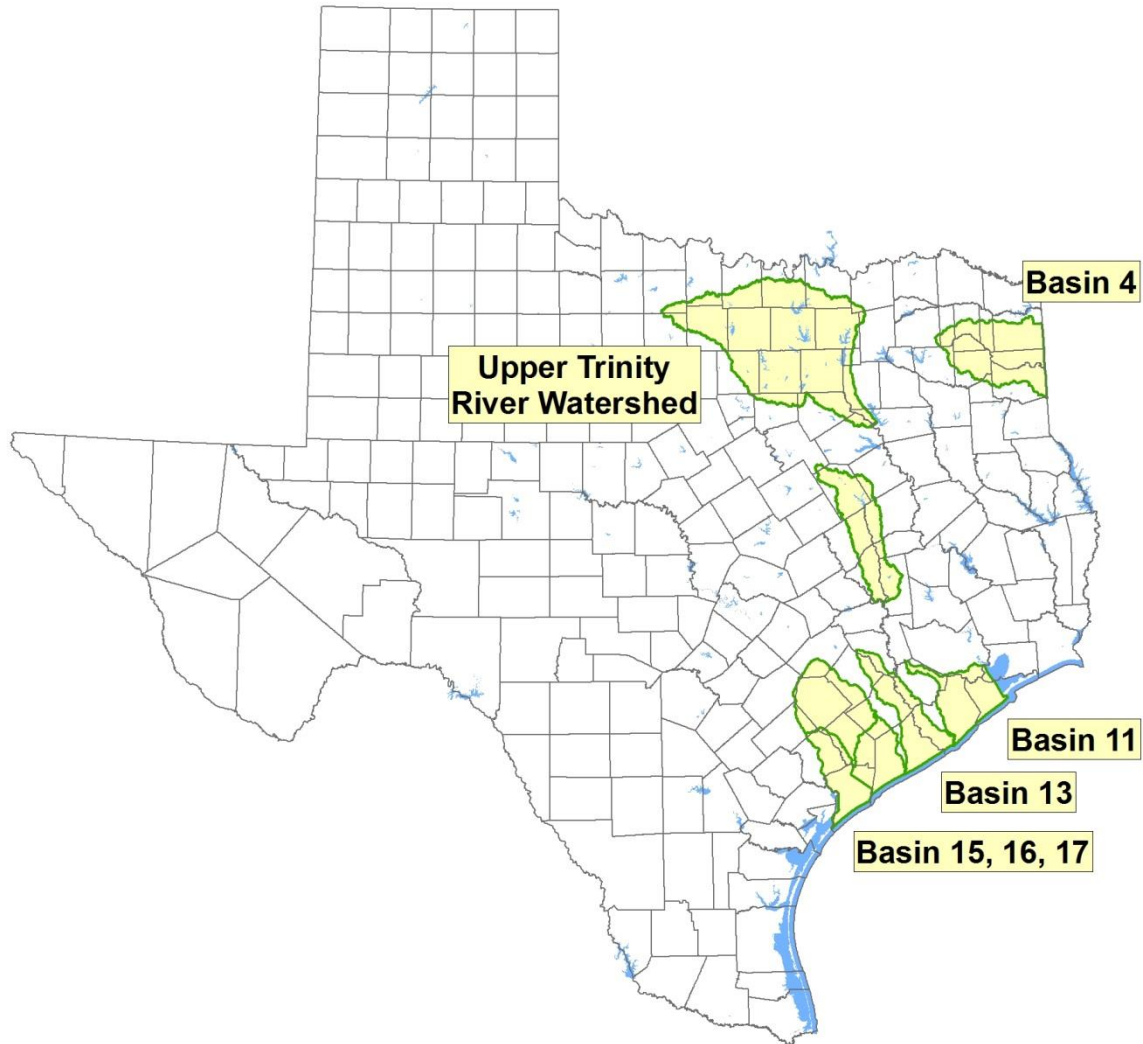 Basin 4
Upper Trinity
River Watershed
Basin 11
Basin 13
Basin 15, 16, 17